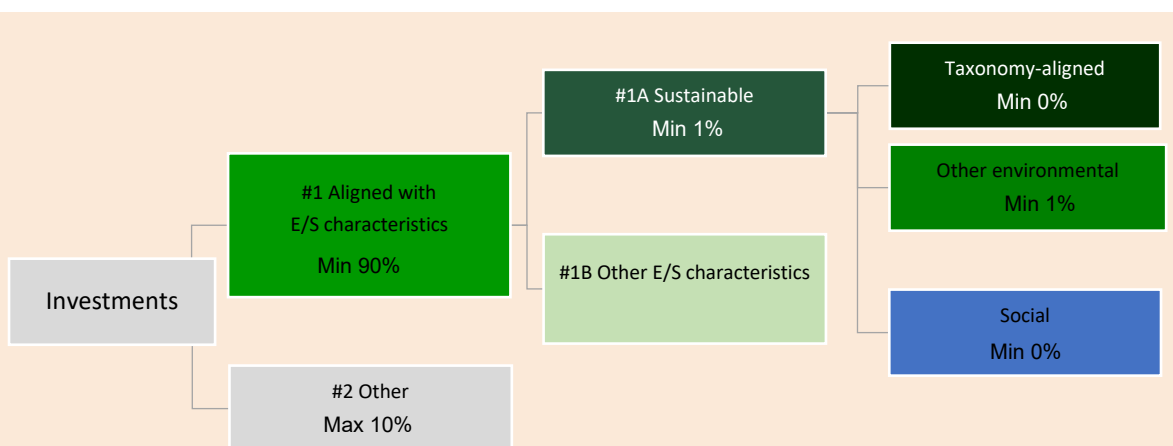 Investments
#1 Aligned with
E/S characteristics
Min 90%
#2 Other
Max 10%
#1A Sustainable
Min 1%
#1B Other E/S characteristics
Taxonomy-aligned
Min 0%
Other environmental
Min 1%
Social
Min 0%